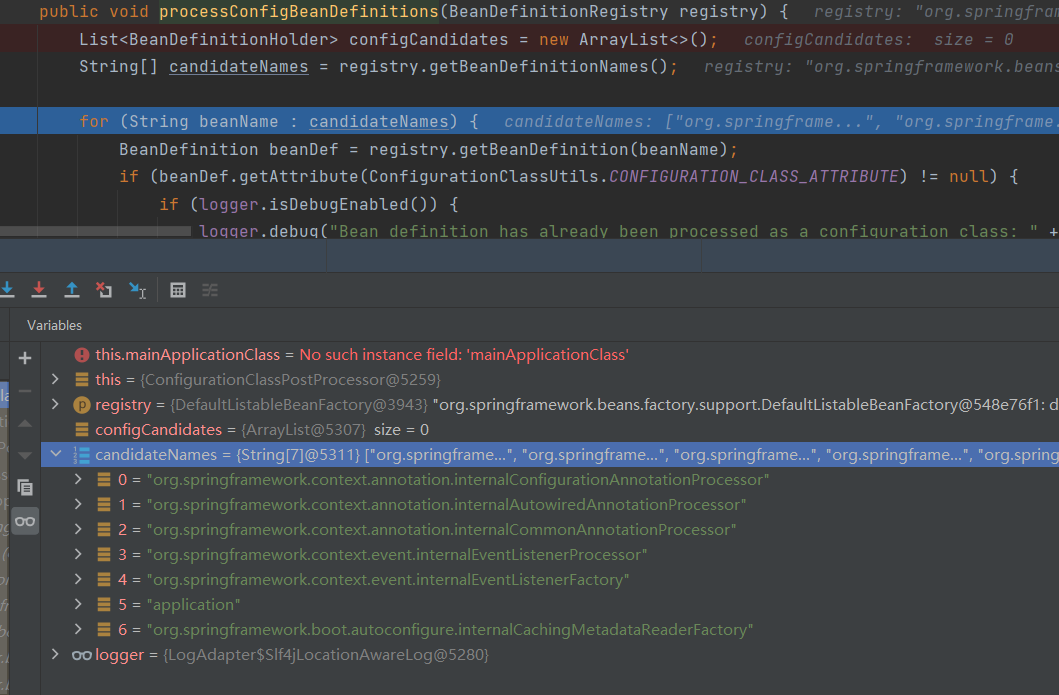 public void processConfigBeanDefinitions(BeanDefinitionRegistry registry) { registry: "org.springfram
List<BeanDefinitionHolder> configCandidates = new ArrayList<>(); configCandidates: size = 0
String[] candidateNames = registry.getBeanDefinitionNames(); registry: "org.springframework.beans
for (String beanName : candidateNames) { candidateNames: ["org.springframe...", "org.springframe.
BeanDefinition beanDef = registry.getBeanDefinition(beanName);
if (beanDef.getAttribute(ConfigurationClassUtils.CONFIGURATION_CLASS_ATTRIBUTE) != null) {
if (logger.isDebugEnabled()) {
logger.debug("Bean definition has already been processed as a configuration class: " +
Variables
this.mainApplicationClass = No such instance field: 'mainApplicationClass'
this = {ConfigurationClassPostProcessor@5259}
registry = {DefaultListableBeanFactory@3943} "org.springframework.beans.factory.support.DefaultListableBeanFactory@548e76f1: d
configCandidates = {ArrayList@5307} size = 0
candidateNames = {String[7]@5311} ["org.springframe...", "org.springframe...", "org.springframe...", "org.springframe...", "org.spring
0 = "org.springframework.context.annotation.internalConfigurationAnnotationProcessor"
1 = "org.springframework.context.annotation.internalAutowiredAnnotationProcessor"
2 = "org.springframework.context.annotation.internalCommonAnnotationProcessor"
3 = "org.springframework.context.event.internalEventListenerProcessor"
4 = "org.springframework.context.event.internalEventListenerFactory"
5 = "application"
6 = "org.springframework.boot.autoconfigure.internalCachingMetadataReaderFactory"
logger = {LogAdapter$Slf4jLocationAwareLog@5280}